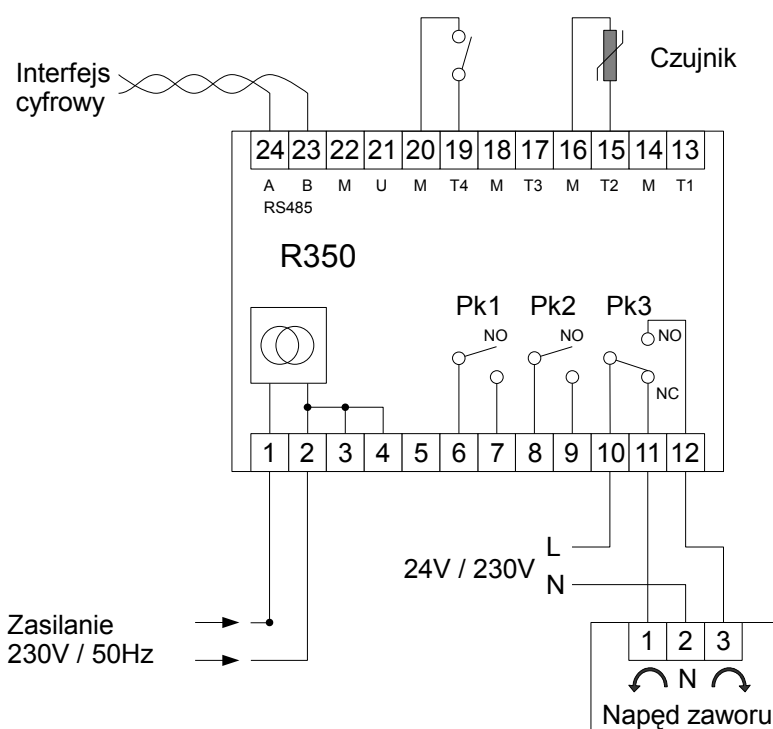 Interfejs
cyfrowy
Czujnik
24 23 22 21 20 19 18 17 16 15 14 13
A B M U M T4 M T3 M T2 M T1
RS485
R350
Pk1 Pk2 Pk3
NO NO NO
NC
1 2 3 4 5 6 7 8 9 10 11 12
L
24V / 230V
N
Zasilanie
230V / 50Hz
1 2 3
N
Napęd zaworu